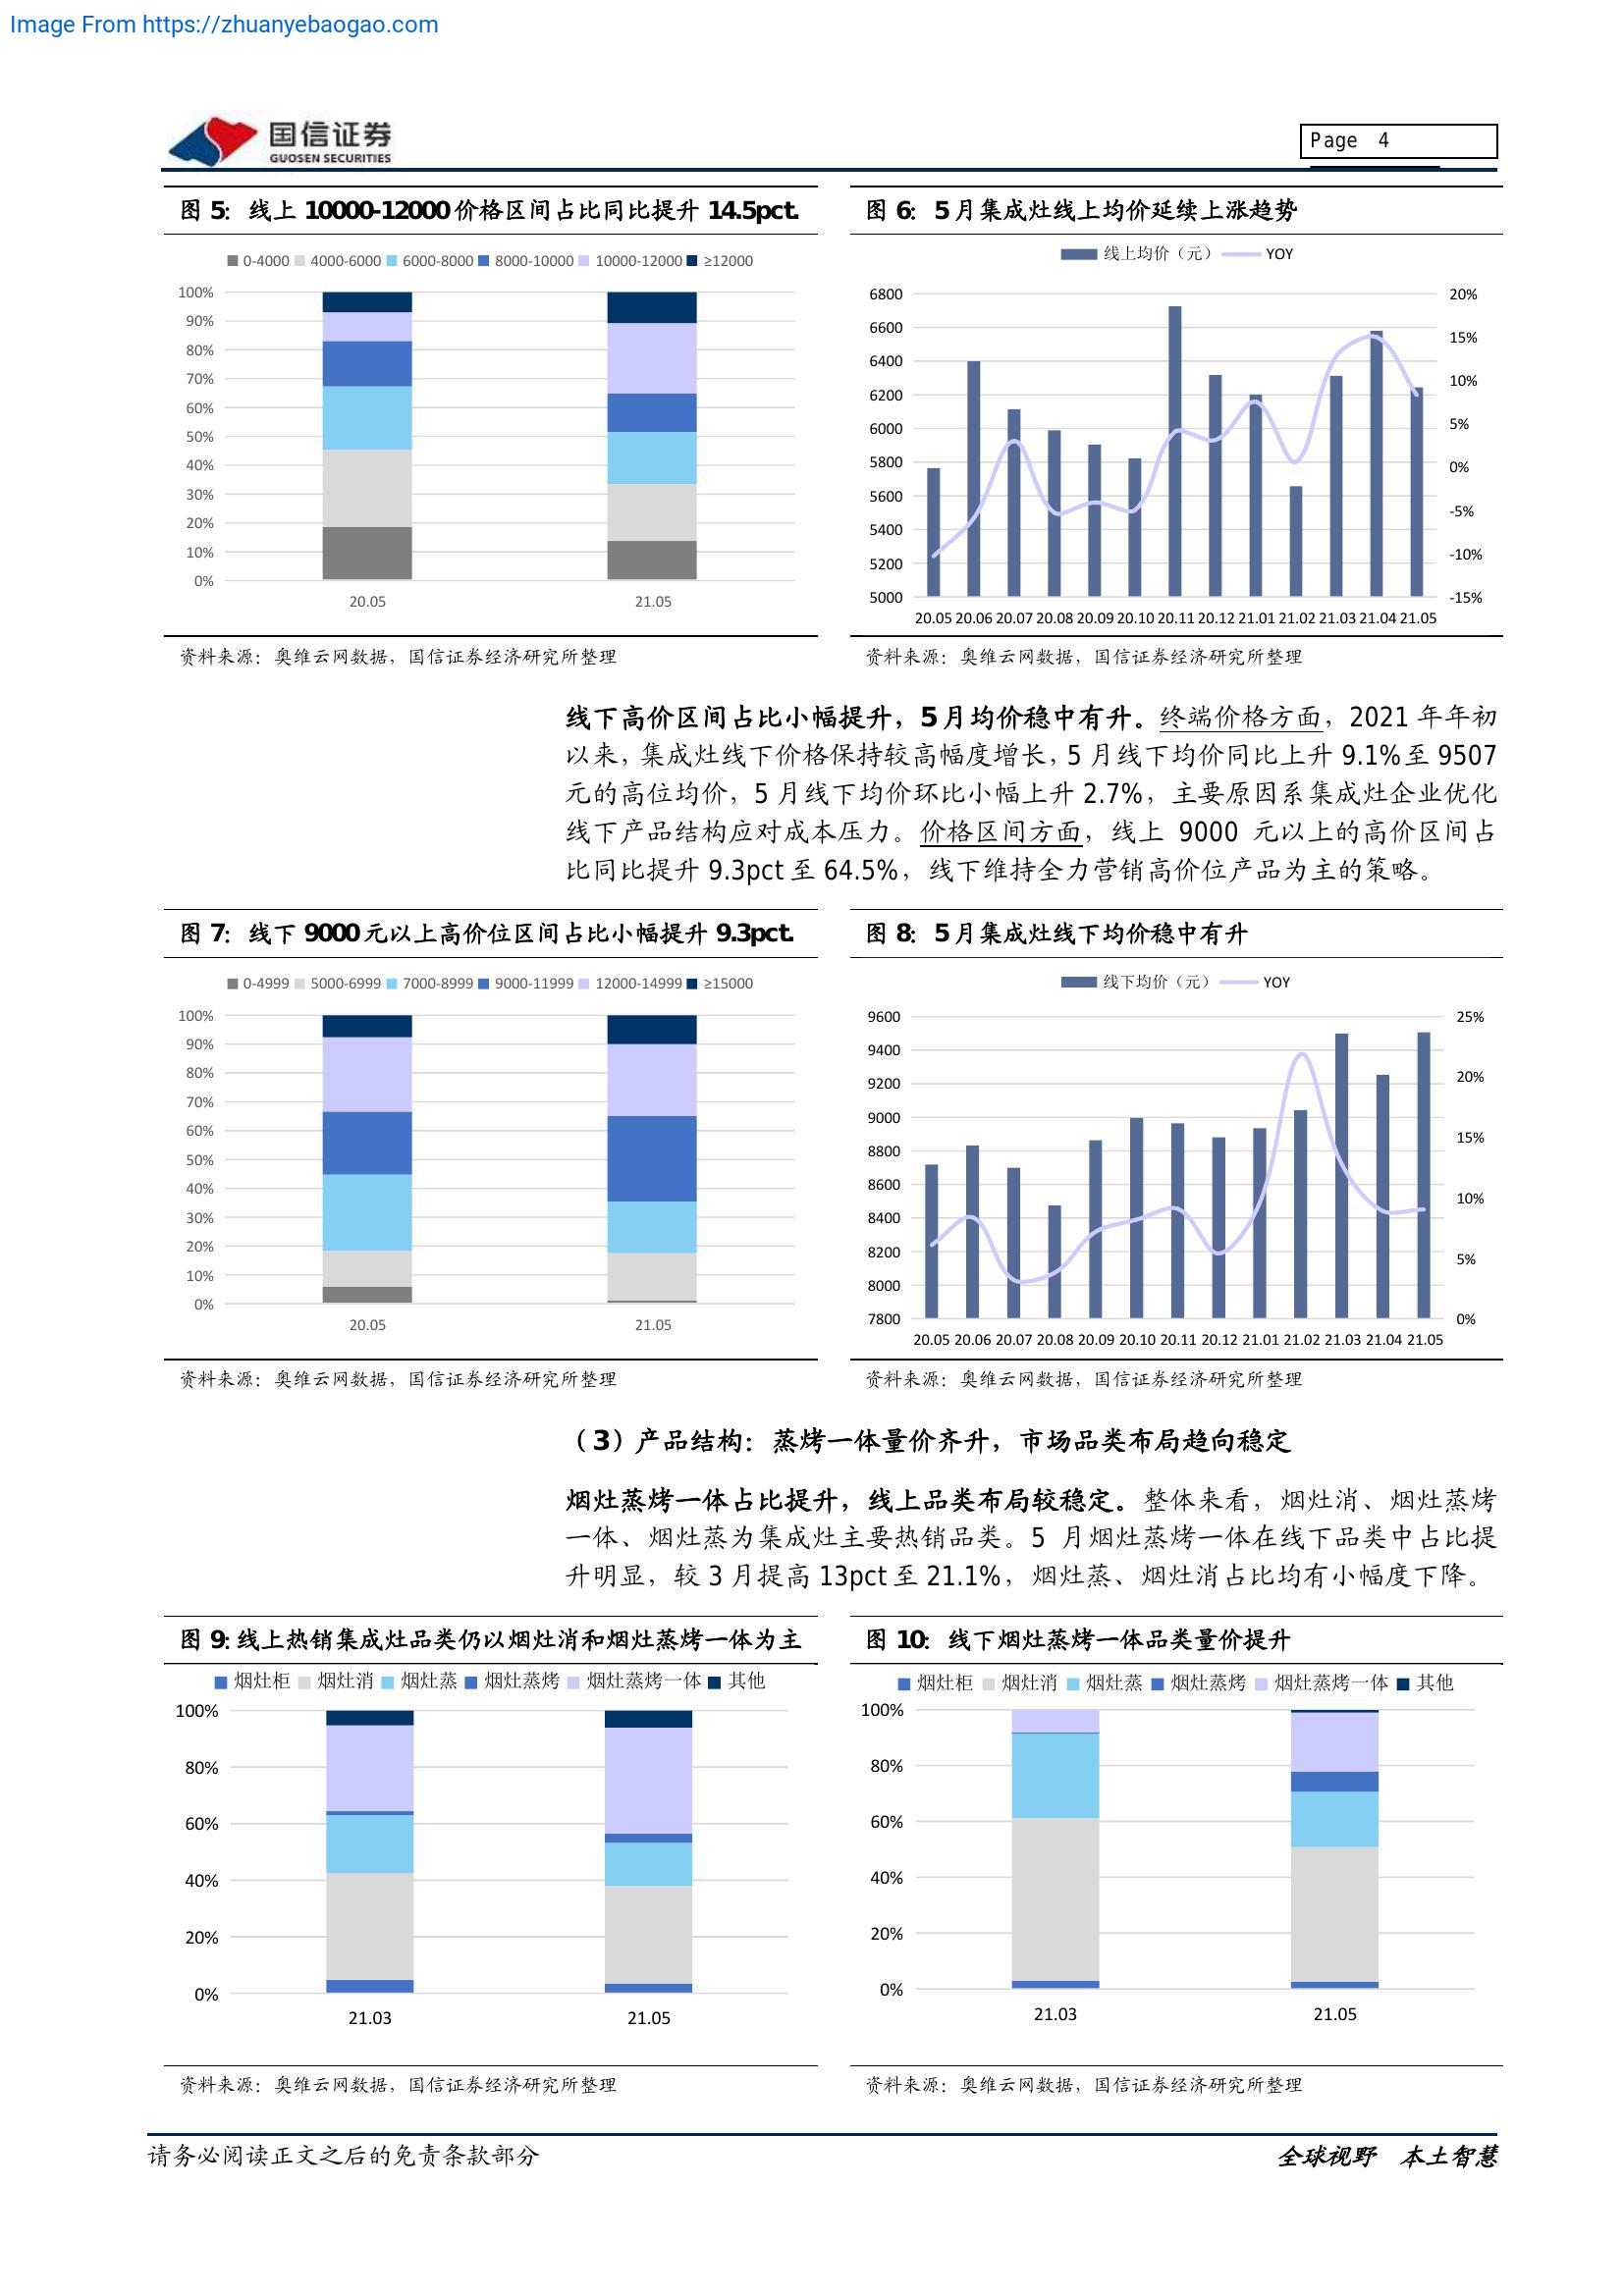 Image From https://zhuanyebaogao.com
国信证券
GUOSEN SECURITIES
Page 4
图 5: 线上 10000-12000 价格区间占比同比提升 14.5pct.
0-4000 4000-6000 6000-8000 8000-10000 10000-12000 ≥12000
100%
90%
80%
70%
60%
50%
40%
30%
20%
10%
0%
20.05 21.05
资料来源：奥维云网数据，国信证券经济研究所整理
图 6： 5 月集成灶线上均价延续上涨趋势
线上均价（元） YOY
6800
6600
6400
6200
6000
5800
5600
5400
5200
5000
20%
15%
10%
5%
0%
-5%
-10%
-15%
20.05 20.06 20.07 20.08 20.09 20.10 20.11 20.12 21.01 21.02 21.03 21.04 21.05
资料来源：奥维云网数据，国信证券经济研究所整理
线下高价区间占比小幅提升，5 月均价稳中有升。终端价格方面，2021 年年初
以来，集成灶线下价格保持较高幅度增长，5 月线下均价同比上升 9.1%至 9507
元的高位均价，5 月线下均价环比小幅上升 2.7%，主要原因系集成灶企业优化
线下产品结构应对成本压力。价格区间方面，线上 9000 元以上的高价区间占
比同比提升 9.3pct 至 64.5%，线下维持全力营销高价位产品为主的策略。
图 7: 线下 9000 元以上高价位区间占比小幅提升 9.3pct.
0-4999 5000-6999 7000-8999 9000-11999 12000-14999 ≥15000
100%
90%
80%
70%
60%
50%
40%
30%
20%
10%
0%
20.05 21.05
资料来源：奥维云网数据，国信证券经济研究所整理
图 8： 5 月集成灶线下均价稳中有升
线下均价（元） YOY
9600
9400
9200
9000
8800
8600
8400
8200
8000
7800
25%
20%
15%
10%
5%
0%
20.05 20.06 20.07 20.08 20.09 20.10 20.11 20.12 21.01 21.02 21.03 21.04 21.05
资料来源：奥维云网数据，国信证券经济研究所整理
（3）产品结构：蒸烤一体量价齐升，市场品类布局趋向稳定
烟灶蒸烤一体占比提升，线上品类布局较稳定。整体来看，烟灶消、烟灶蒸烤
一体、烟灶蒸为集成灶主要热销品类。5 月烟灶蒸烤一体在线下品类中占比提
升明显，较 3 月提高 13pct 至 21.1%，烟灶蒸、烟灶消占比均有小幅度下降。
图 9: 线上热销集成灶品类仍以烟灶消和烟灶蒸烤一体为主
烟灶柜 烟灶消 烟灶蒸 烟灶蒸烤 烟灶蒸烤一体 其他
100%
80%
60%
40%
20%
0%
21.03 21.05
资料来源：奥维云网数据，国信证券经济研究所整理
图 10： 线下烟灶蒸烤一体品类量价提升
烟灶柜 烟灶消 烟灶蒸 烟灶蒸烤 烟灶蒸烤一体 其他
100%
80%
60%
40%
20%
0%
21.03 21.05
资料来源：奥维云网数据，国信证券经济研究所整理
请务必阅读正文之后的免责条款部分
全球视野 本土智慧